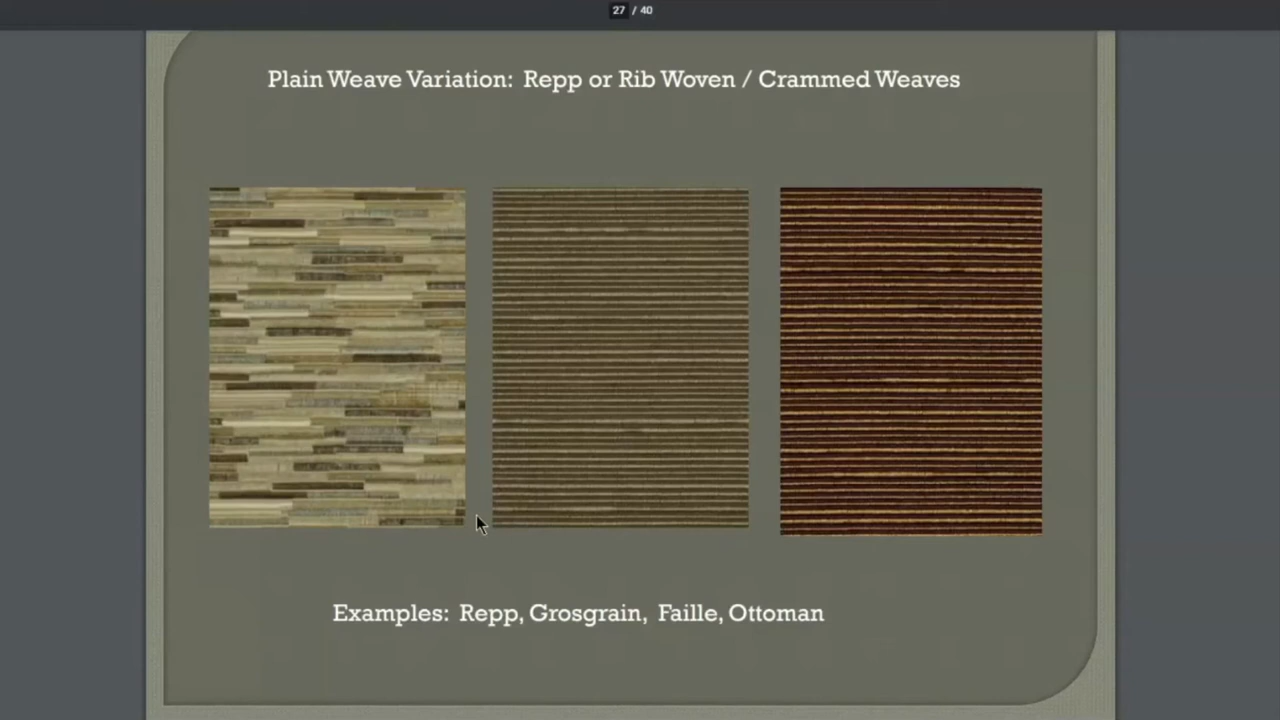 27 / 40
Plain Weave Variation: Repp or Rib Woven / Crammed Weaves
Examples: Repp, Grosgrain, Faille, Ottoman